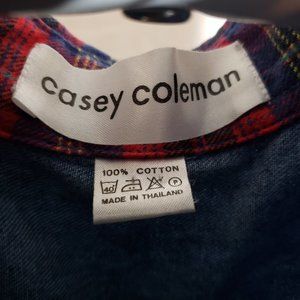 casey coleman
100% COTTON
40 P
MADE IN THAILAND